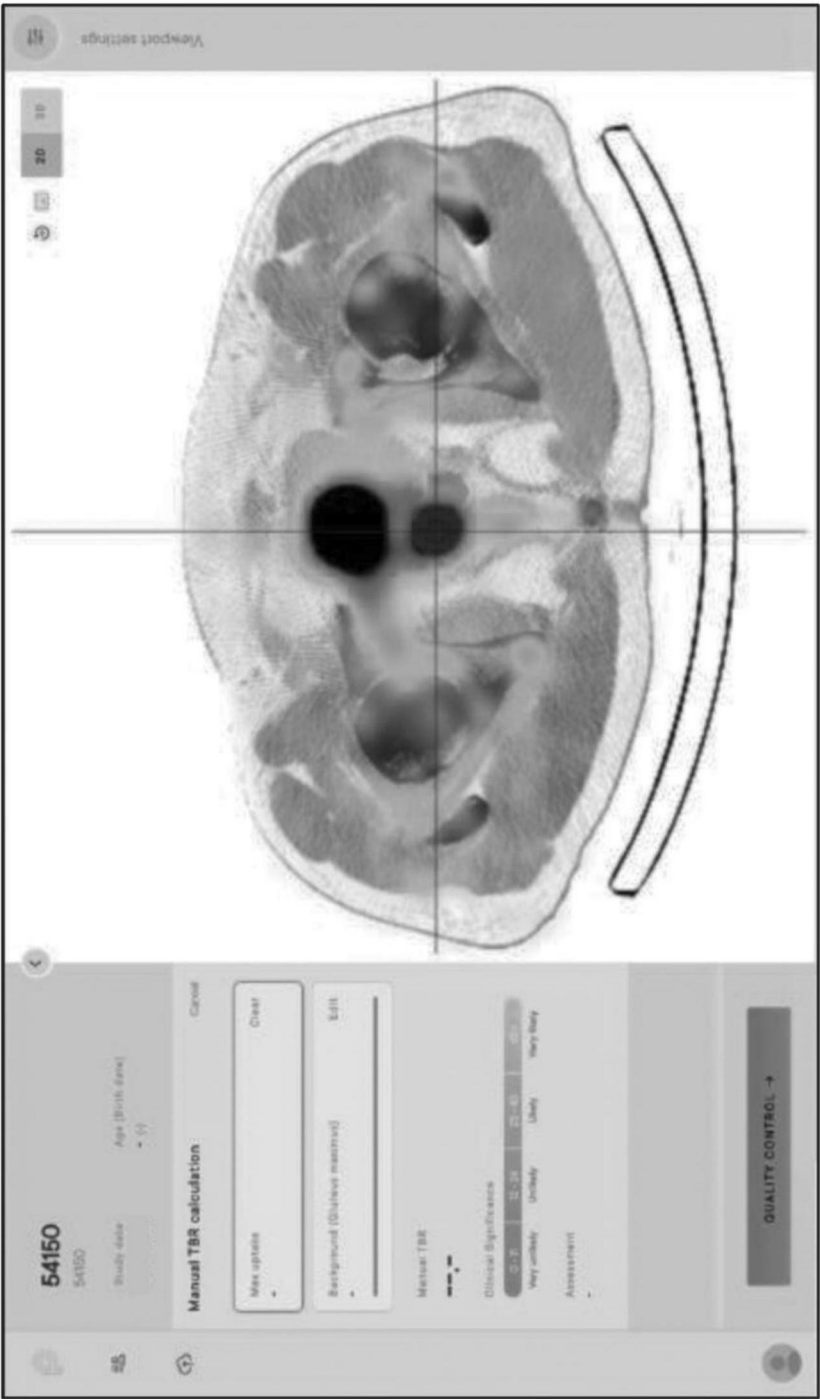 54150
54150
Study date
Age (Birth date)
- (-)
Manual TBR calculation
Cancel
Max uptake
Clear
-
Background (Gluteus maximus)
Edit
-
Manual TBR
--,-
Clinical Significance
Very unlikely
Unlikely
Likely
Very likely
Assessment
-
QUALITY CONTROL →
Viewport settings
2D
3D